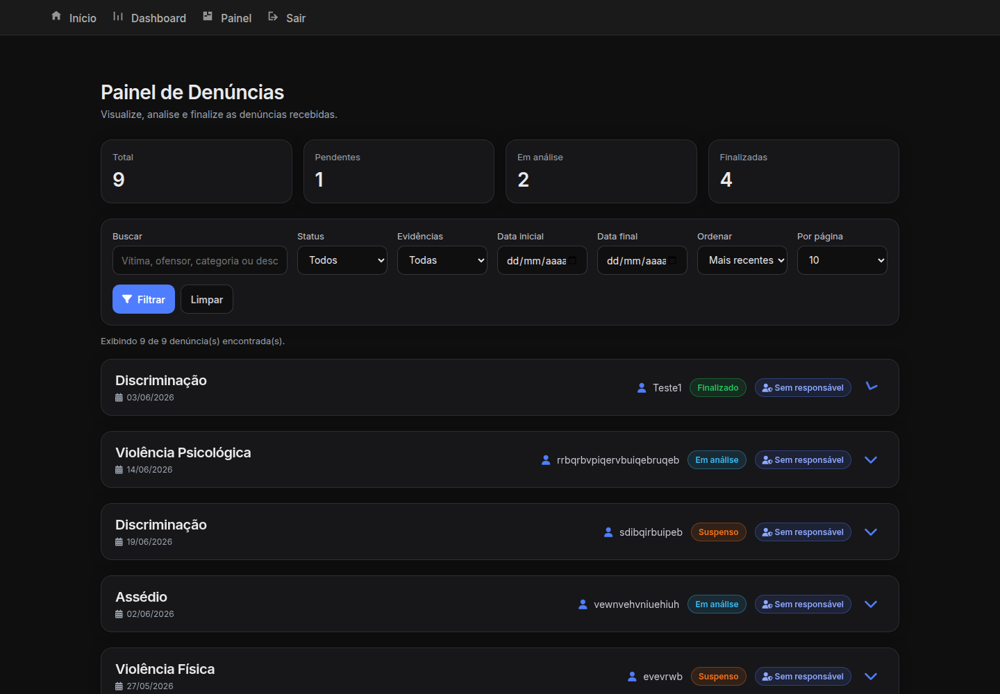 Início Dashboard Painel Sair
Painel de Denúncias
Visualize, analise e finalize as denúncias recebidas.
Total Pendentes Em análise Finalizadas
9 1 2 4
Buscar Status Evidências Data inicial Data final Ordenar Por página
Vítima, ofensor, categoria ou desc Todos Todas dd/mm/aaaa dd/mm/aaaa Mais recentes 10
Filtrar Limpar
Exibindo 9 de 9 denúncia(s) encontrada(s).
Discriminação
03/06/2026
Teste1 Finalizado Sem responsável
Violência Psicológica
14/06/2026
rrbqrbvpiqervbuiqebruqeb Em análise Sem responsável
Discriminação
19/06/2026
sdibqirbuipeb Suspenso Sem responsável
Assédio
02/06/2026
vewnvehvniuehiuh Em análise Sem responsável
Violência Física
27/05/2026
evevrwb Suspenso Sem responsável